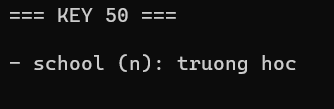 === KEY 50 ===
- school (n): truong hoc